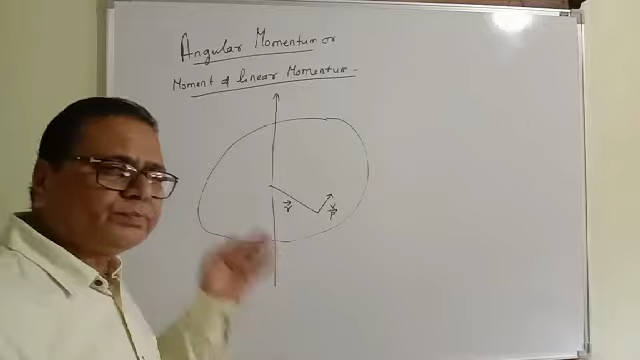 Angular Momentum or
Moment of linear Momentum
r